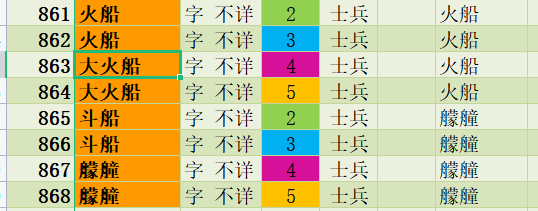 861 火船 字 不详 2 士兵 火船
862 火船 字 不详 3 士兵 火船
863 大火船 字 不详 4 士兵 火船
864 大火船 字 不详 5 士兵 火船
865 斗船 字 不详 2 士兵 艨艟
866 斗船 字 不详 3 士兵 艨艟
867 艨艟 字 不详 4 士兵 艨艟
868 艨艟 字 不详 5 士兵 艨艟